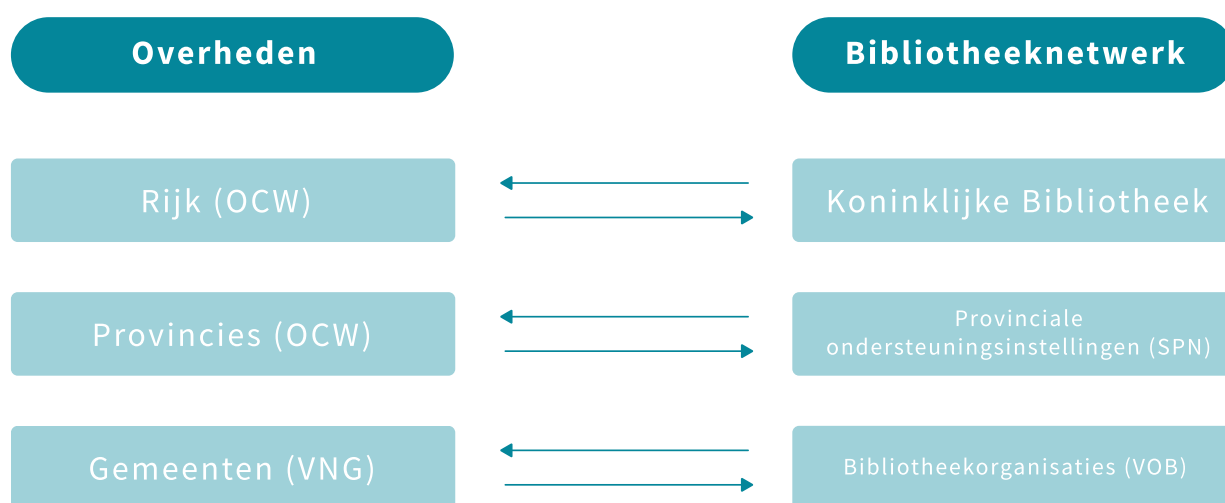 Overheden
Bibliotheeknetwerk
Rijk (OCW)
Koninklijke Bibliotheek
Provincies (OCW)
Provinciale
ondersteuningsinstellingen (SPN)
Gemeenten (VNG)
Bibliotheekorganisaties (VOB)